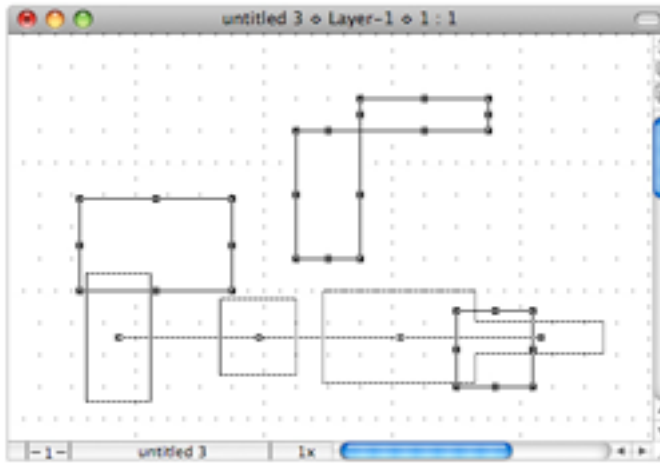 untitled 3 ⋄ Layer-1 ⋄ 1 : 1
-1- untitled 3 1x